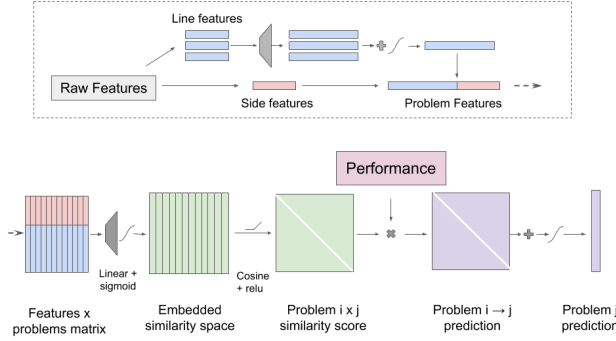 Line features
Raw Features
Side features
Problem Features
Performance
Linear +
sigmoid
Cosine
+ relu
Features x
problems matrix
Embedded
similarity space
Problem i x j
similarity score
Problem i → j
prediction
Problem j
prediction